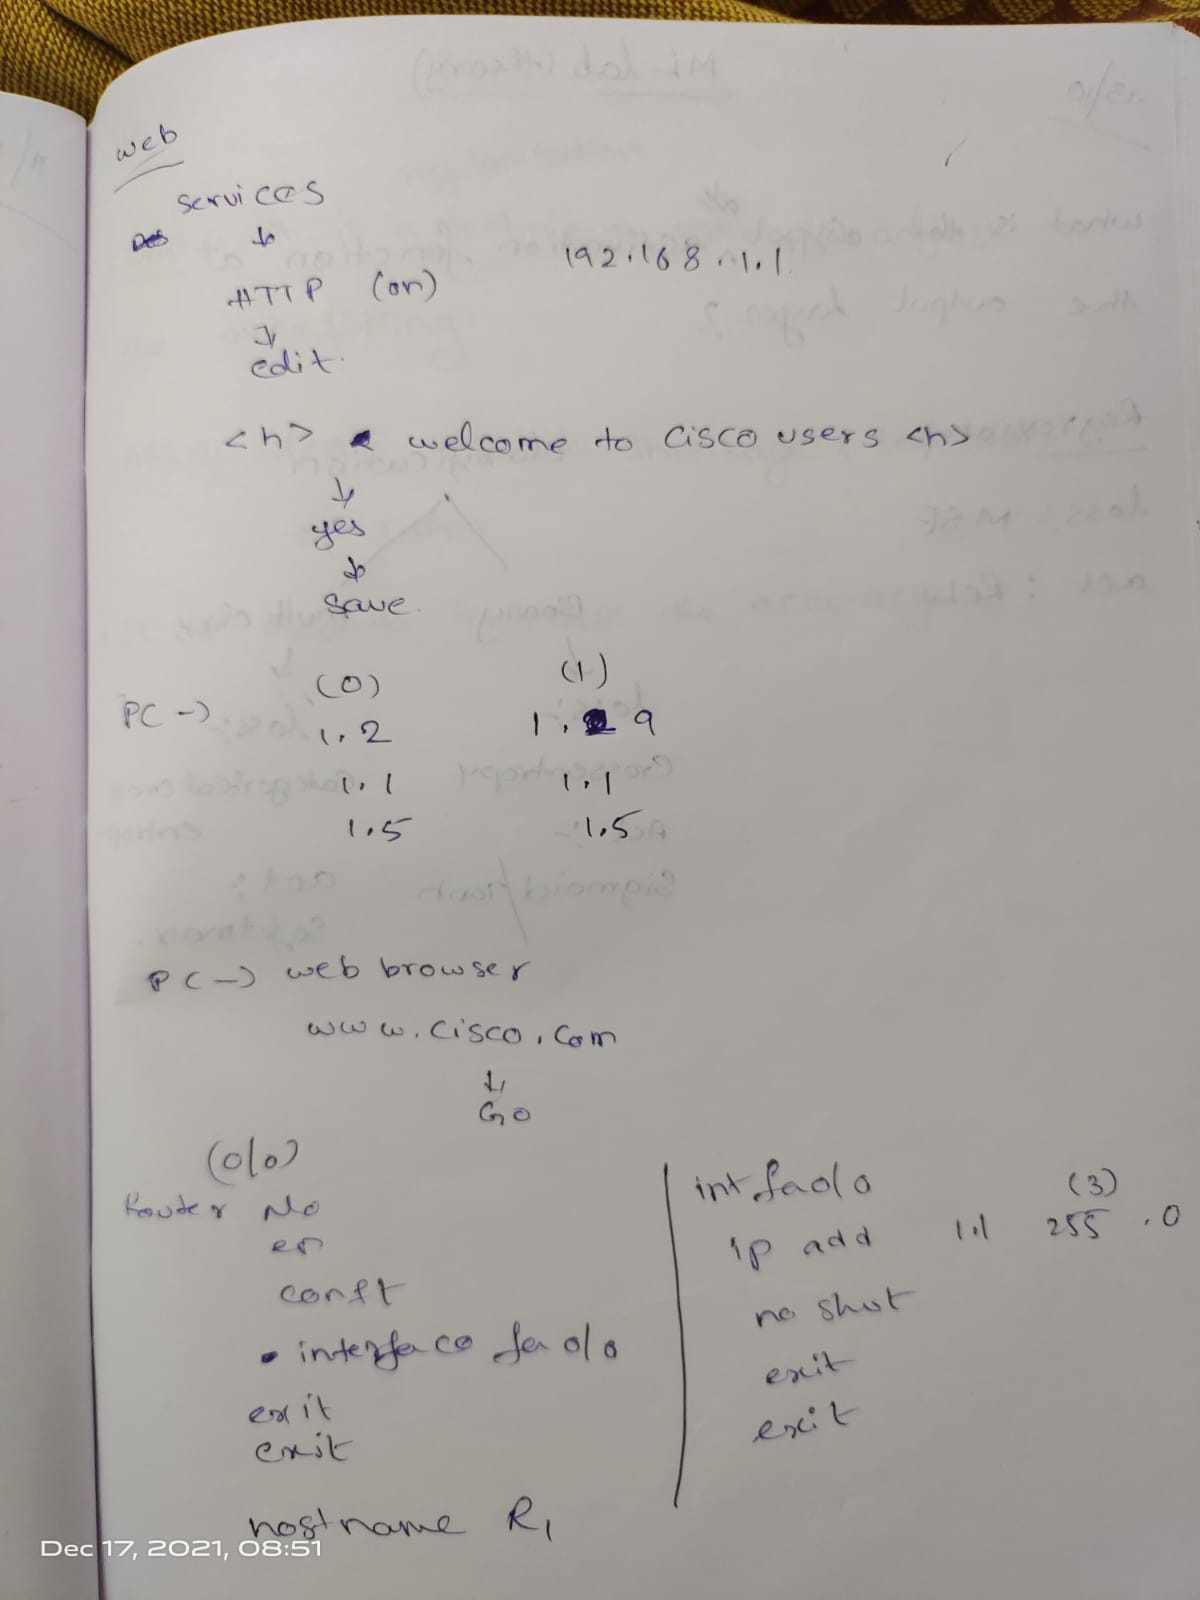 web
services
↓
HTTP (on) 192.168.1.1
↓
edit.
<h> welcome to cisco users <h>
↓
yes
↓
save.
PC → (0) (1)
1.2 1.9
1.1 1.1
1.5 1.5
PC → web browser
www.cisco.com
↓
Go
(0/0)
Router No
en
conft
• interface fa 0/0
exit
exit
hostname R1
int fa0/0
(3)
ip add 1.1 255 .0
no shut
exit
exit
Dec 17, 2021, 08:51